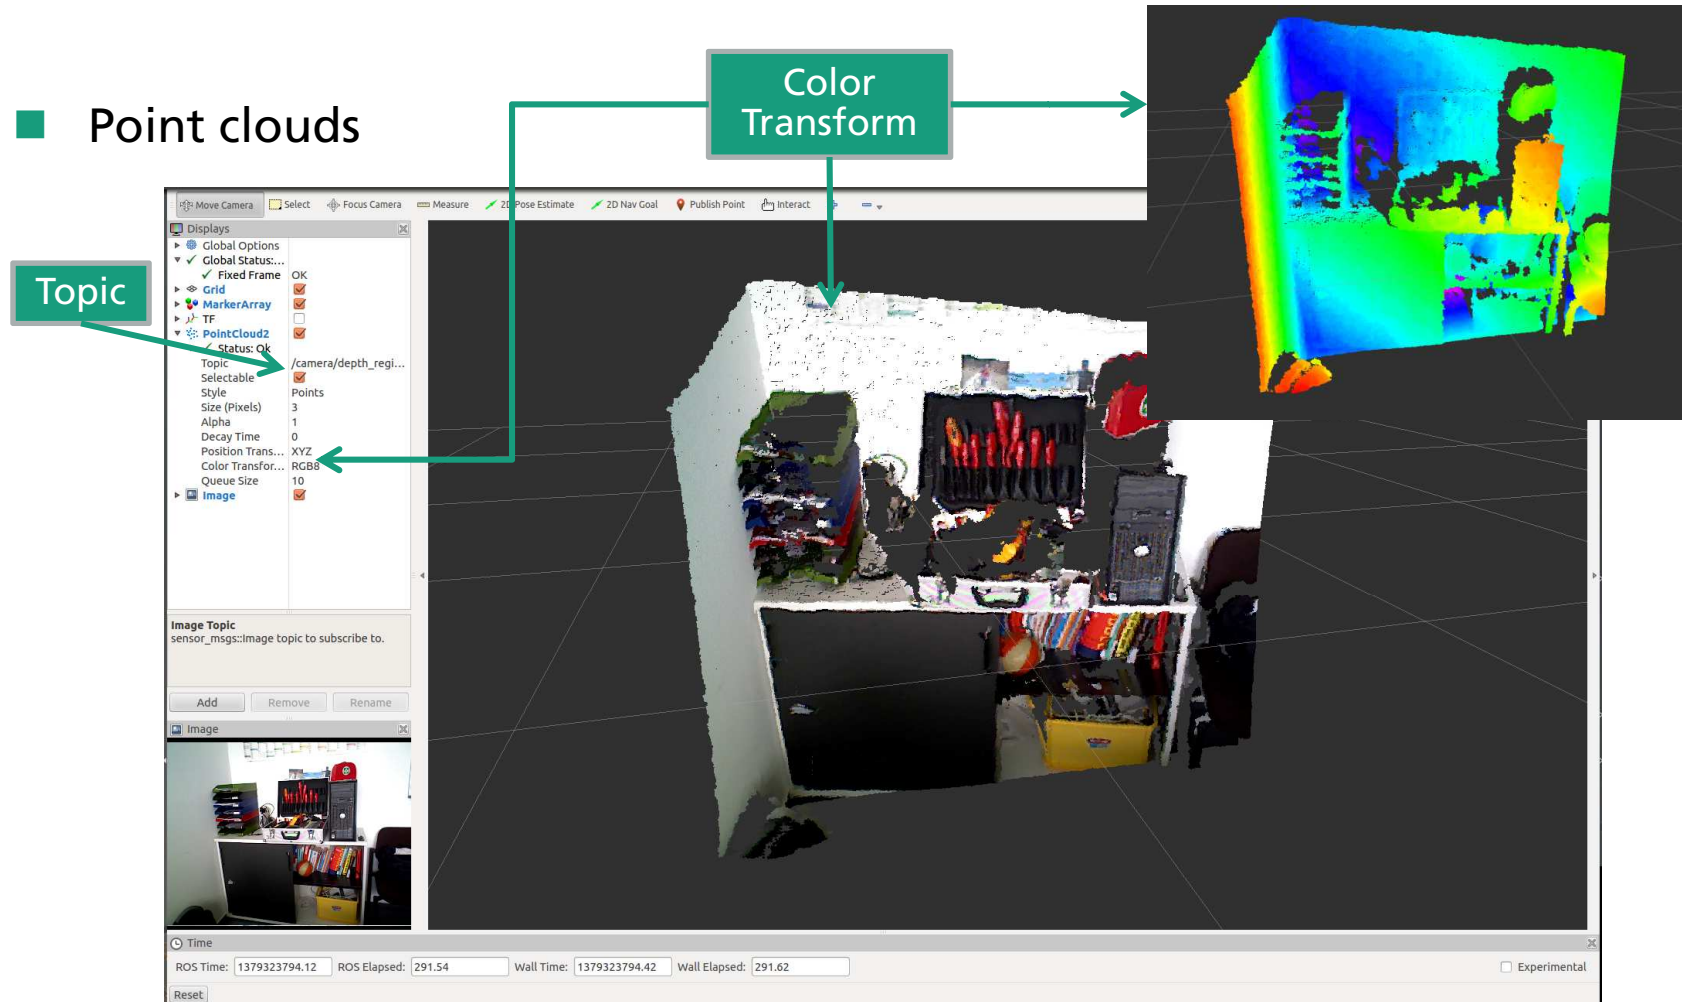 Color
Transform
Point clouds
Move Camera Select Focus Camera Measure 2D Pose Estimate 2D Nav Goal Publish Point Interact
Displays
Global Options
Global Status:...
Fixed Frame OK
Topic
Grid
MarkerArray
TF
PointCloud2
Status: Ok
Topic /camera/depth_regi...
Selectable
Style Points
Size (Pixels) 3
Alpha 1
Decay Time 0
Position Trans... XYZ
Color Transfor... RGB8
Queue Size 10
Image
Image Topic
sensor_msgs::Image topic to subscribe to.
Add Remove Rename
Image
Time
ROS Time: 1379323794.12 ROS Elapsed: 291.54 Wall Time: 1379323794.42 Wall Elapsed: 291.62 Experimental
Reset